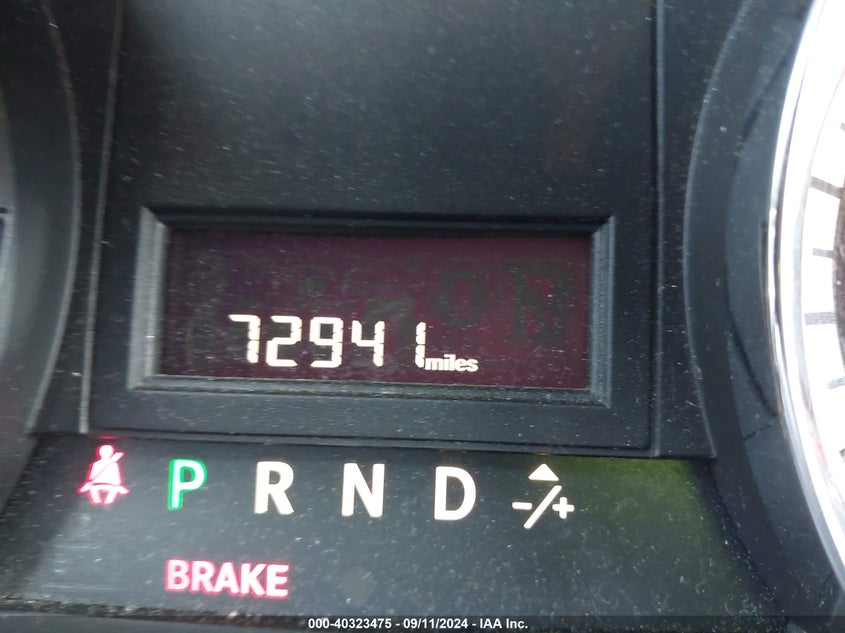 72941 miles
P R N D -/+
BRAKE
000-40323475 - 09/11/2024 - IAA Inc.